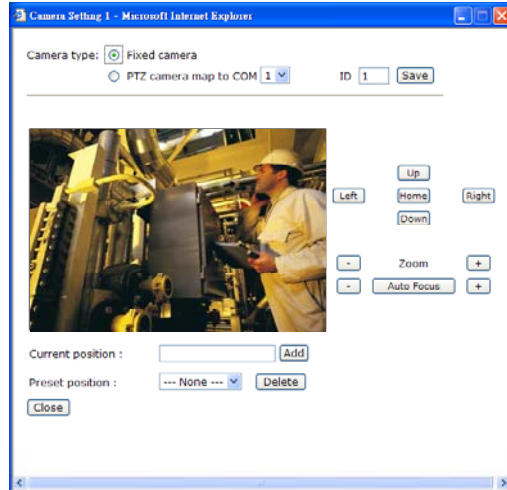 Camera Setting 1 - Microsoft Internet Explorer
Camera type: Fixed camera
PTZ camera map to COM 1 ID 1 Save
Up
Left Home Right
Down
- Zoom +
- Auto Focus +
Current position : Add
Preset position : --- None --- Delete
Close